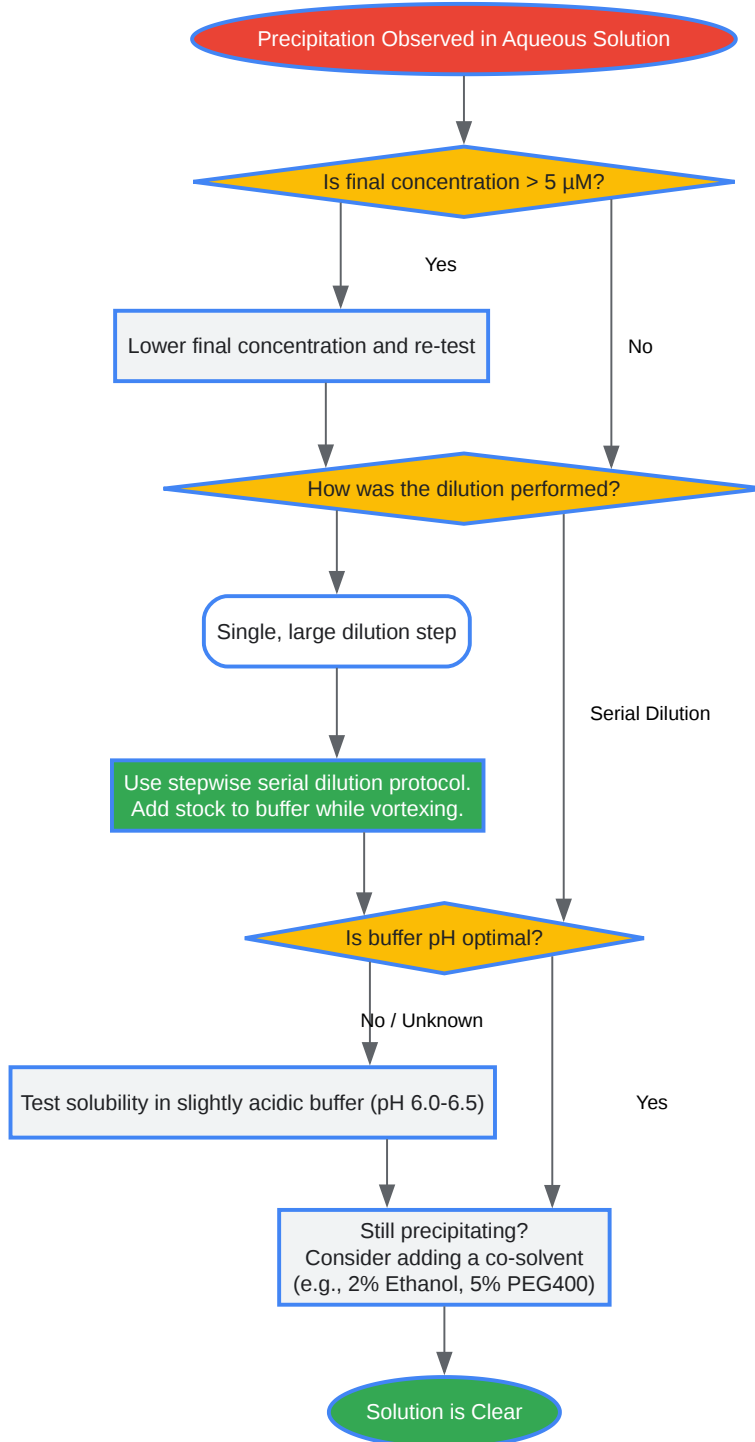 Precipitation Observed in Aqueous Solution
Is final concentration > 5 µM?
Yes
Lower final concentration and re-test
No
How was the dilution performed?
Single, large dilution step
Serial Dilution
Use stepwise serial dilution protocol.
Add stock to buffer while vortexing.
Is buffer pH optimal?
No / Unknown
Test solubility in slightly acidic buffer (pH 6.0-6.5)
Yes
Still precipitating?
Consider adding a co-solvent
(e.g., 2% Ethanol, 5% PEG400)
Solution is Clear